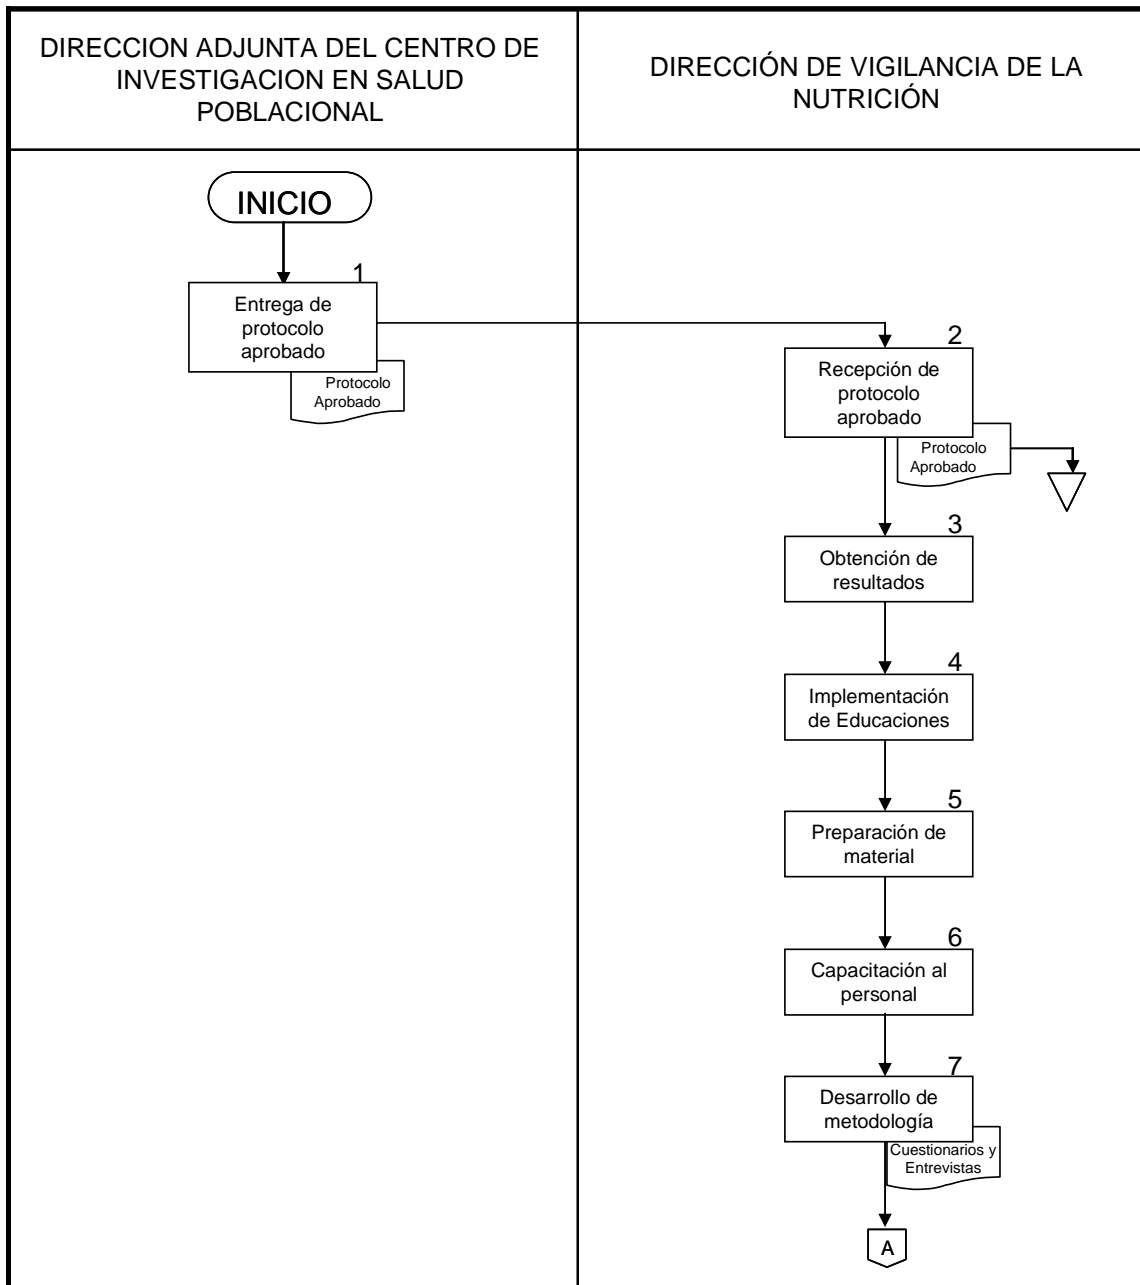 DIRECCION ADJUNTA DEL CENTRO DE
INVESTIGACION EN SALUD
POBLACIONAL
DIRECCIÓN DE VIGILANCIA DE LA
NUTRICIÓN
INICIO
1
Entrega de
protocolo
aprobado
Protocolo
Aprobado
2
Recepción de
protocolo
aprobado
Protocolo
Aprobado
3
Obtención de
resultados
4
Implementación
de Educaciones
5
Preparación de
material
6
Capacitación al
personal
7
Desarrollo de
metodología
Cuestionarios y
Entrevistas
A